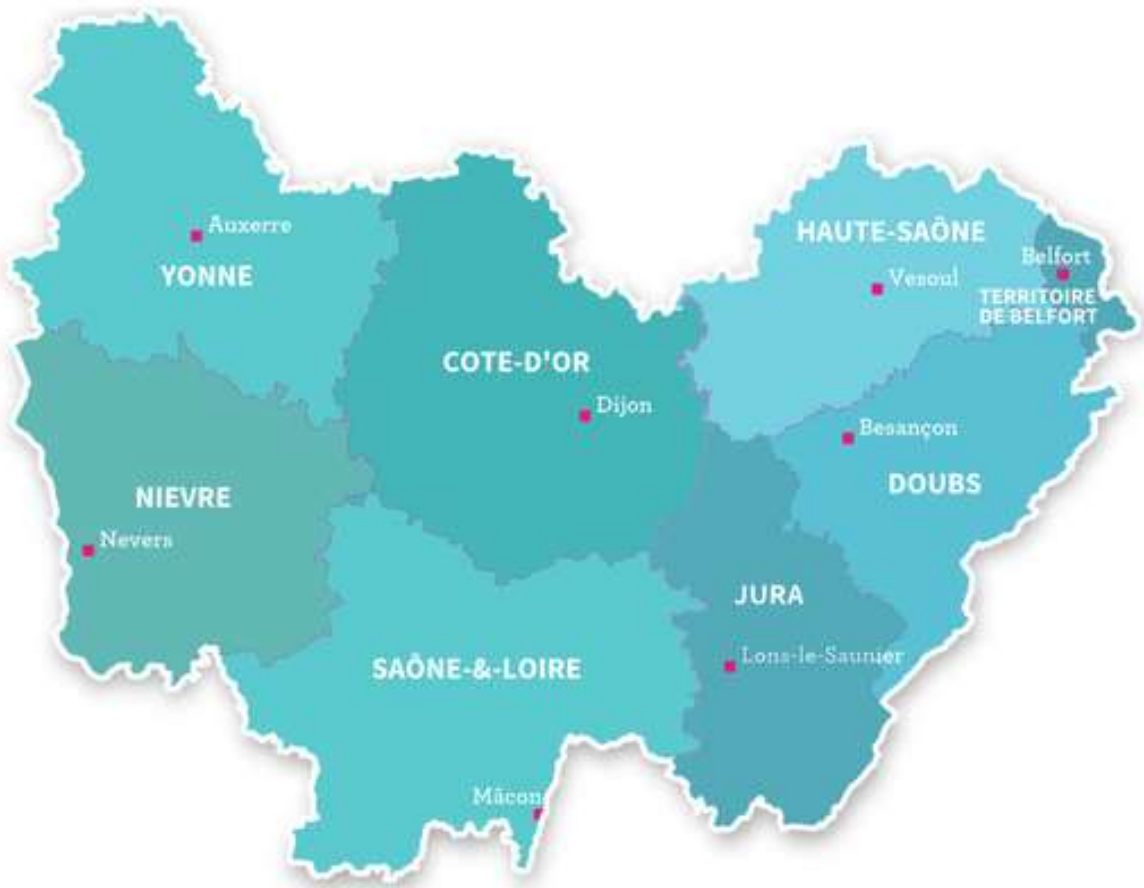 Auxerre
YONNE
HAUTE-SAÔNE
Belfort
Vesoul
TERRITOIRE
DE BELFORT
COTE-D'OR
Dijon
Besançon
DOUBS
NIEVRE
Nevers
JURA
Lons-le-Saunier
SAÔNE-&-LOIRE
Mâcon